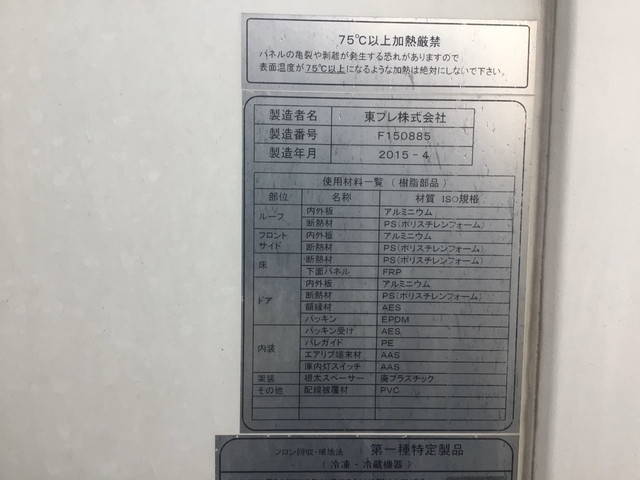 75℃以上加熱厳禁
パネルの亀裂や剥離が発生する恐れがありますので
表面温度が75℃以上になるような加熱は絶対にしないで下さい。
製造者名 東プレ株式会社
製造番号 F150885
製造年月 2015-4
使用材料一覧 (樹脂部品)
部位 名称 材質 ISO規格
ルーフ 内外板 アルミニウム
断熱材 PS(ポリスチレンフォーム)
フロント サイド 内外板 アルミニウム
断熱材 PS(ポリスチレンフォーム)
床 断熱材 PS(ポリスチレンフォーム)
下面パネル FRP
ドア 内外板 アルミニウム
断熱材 PS(ポリスチレンフォーム)
額縁材 AES
パッキン EPDM
内装 パッキン受け AES
パレガイド PE
エアリブ端末材 AAS
庫内灯スイッチ AAS
架装 根太スペーサー 廃プラスチック
その他 配線被覆材 PVC
フロン回収・破壊法 第一種特定製品
(冷凍・冷蔵機器)